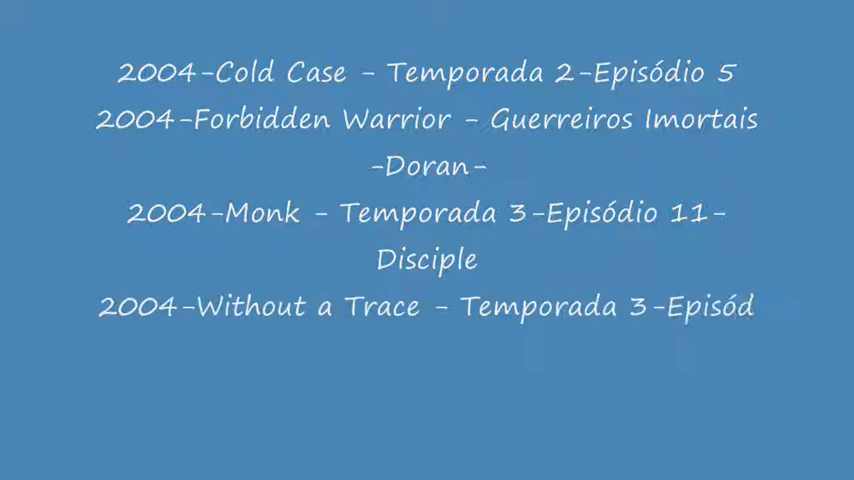 2004-Cold Case - Temporada 2-Episódio 5
2004-Forbidden Warrior - Guerreiros Imortais
-Doran-
2004-Monk - Temporada 3-Episódio 11-
Disciple
2004-Without a Trace - Temporada 3-Episód